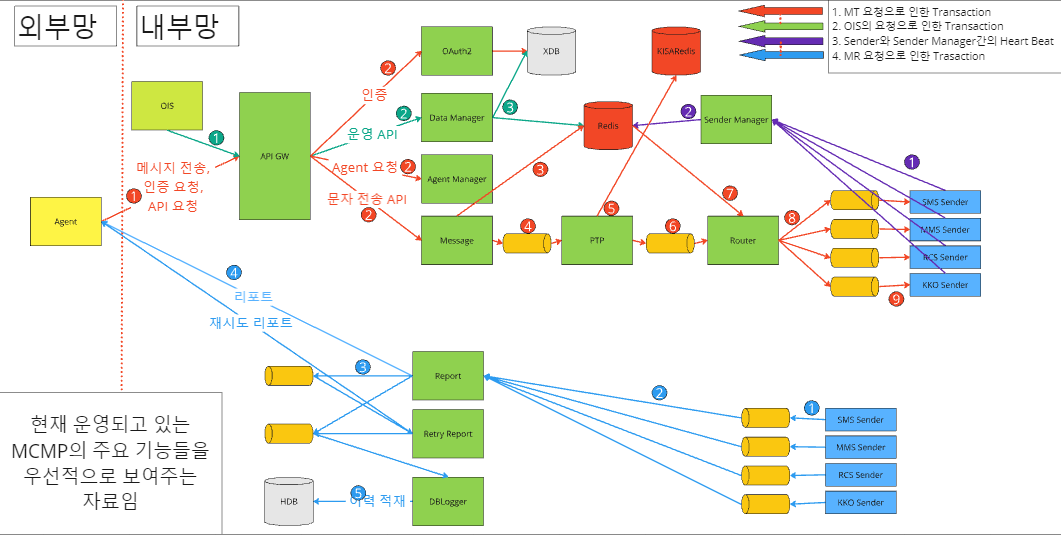 외부망
내부망
1. MT 요청으로 인한 Transaction
2. OIS의 요청으로 인한 Transaction
3. Sender와 Sender Manager간의 Heart Beat
4. MR 요청으로 인한 Trasaction
OAuth2
XDB
KISARedis
2
인증
OIS
1
API GW
2
운영 API
Data Manager
3
Redis
2
Sender Manager
메시지 전송,
인증 요청,
API 요청
1
Agent 요청
2
Agent Manager
3
1
문자 전송 API
2
7
Agent
Message
4
PTP
5
6
Router
8
SMS Sender
MMS Sender
RCS Sender
KKO Sender
9
4
리포트
재시도 리포트
3
Report
2
1
SMS Sender
MMS Sender
RCS Sender
KKO Sender
Retry Report
HDB
5
이력 적재
DBLogger
현재 운영되고 있는
MCMP의 주요 기능들을
우선적으로 보여주는
자료임